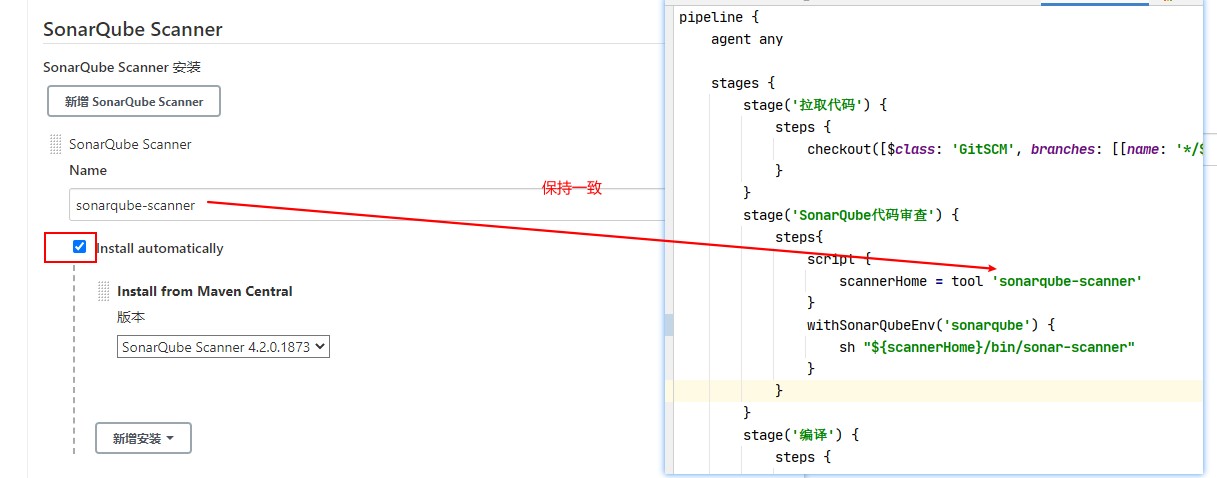 SonarQube Scanner
SonarQube Scanner 安装
新增 SonarQube Scanner
SonarQube Scanner
Name
sonarqube-scanner
Install automatically
Install from Maven Central
版本
SonarQube Scanner 4.2.0.1873
新增安装
保持一致
pipeline {
agent any
stages {
stage('拉取代码') {
steps {
checkout([$class: 'GitSCM', branches: [[name: '*/
}
}
stage('SonarQube代码审查') {
steps{
script {
scannerHome = tool 'sonarqube-scanner'
}
withSonarQubeEnv('sonarqube') {
sh "${scannerHome}/bin/sonar-scanner"
}
}
}
stage('编译') {
steps {